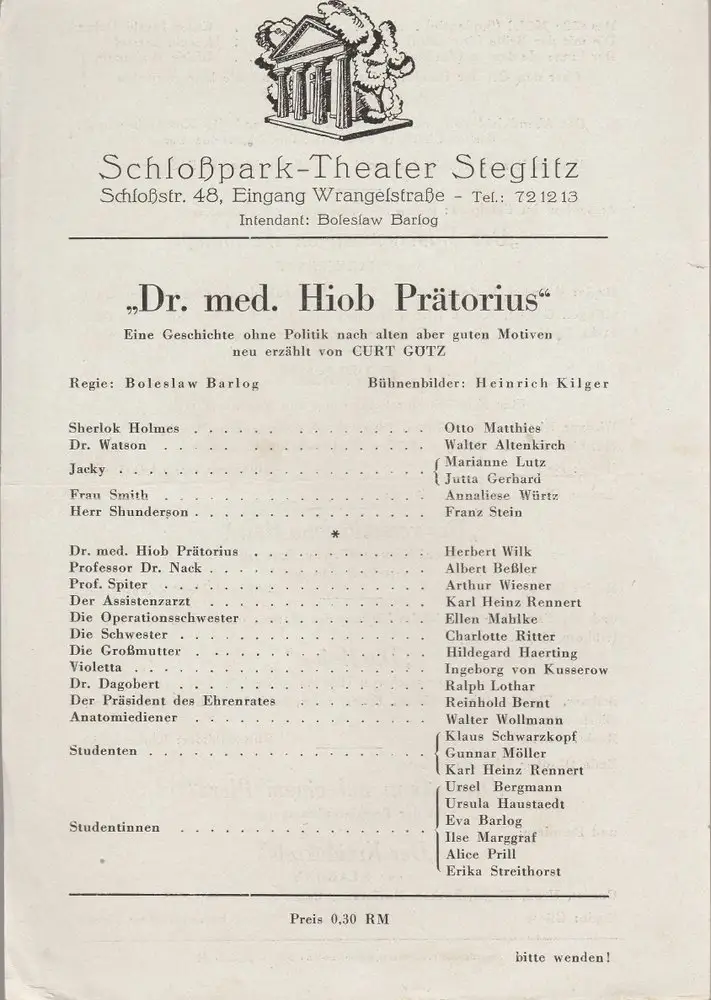 Schloßpark-Theater Steglitz
Schloßstr. 48, Eingang Wrangelstraße - Tel.: 72 12 13
Intendant: Boleslaw Barlog
„Dr. med. Hiob Prätorius“
Eine Geschichte ohne Politik nach alten aber guten Motiven
neu erzählt von CURT GÖTZ
Regie: Boleslaw Barlog Bühnenbilder: Heinrich Kilger
Sherlok Holmes . . . . . . . . . . . . . Otto Matthies
Dr. Watson . . . . . . . . . . . . . . Walter Altenkirch
Jacky . . . . . . . . . . . . . . . . { Marianne Lutz
Jutta Gerhard
Frau Smith . . . . . . . . . . . . . . Annaliese Würtz
Herr Shunderson . . . . . . . . . . . . Franz Stein
*
Dr. med. Hiob Prätorius . . . . . . . . . Herbert Wilk
Professor Dr. Nack . . . . . . . . . . . Albert Beßler
Prof. Spiter . . . . . . . . . . . . . . Arthur Wiesner
Der Assistenzarzt . . . . . . . . . . . Karl Heinz Rennert
Die Operationsschwester . . . . . . . . . Ellen Mahlke
Die Schwester . . . . . . . . . . . . . Charlotte Ritter
Die Großmutter . . . . . . . . . . . . Hildegard Haerting
Violetta . . . . . . . . . . . . . . . Ingeborg von Kusserow
Dr. Dagobert . . . . . . . . . . . . . Ralph Lothar
Der Präsident des Ehrenrates . . . . . . . Reinhold Bernt
Anatomiediener . . . . . . . . . . . . Walter Wollmann
Klaus Schwarzkopf
Studenten . . . . . . . . . . . . . . { Gunnar Möller
Karl Heinz Rennert
Ursel Bergmann
Ursula Haustaedt
Eva Barlog
Studentinnen . . . . . . . . . . . . . { Ilse Marggraf
Alice Prill
Erika Streithorst
Preis 0,30 RM
bitte wenden!